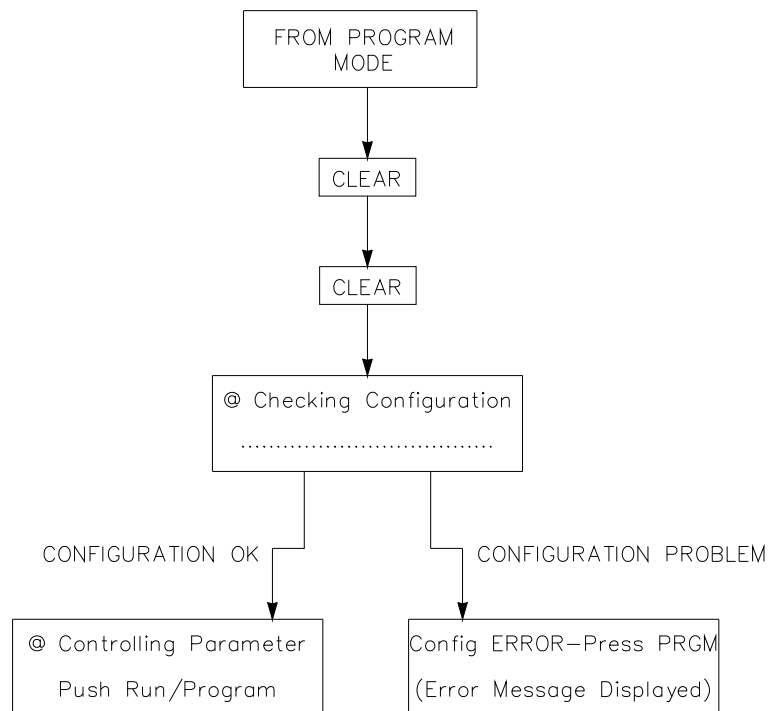 FROM PROGRAM
MODE
CLEAR
CLEAR
@ Checking Configuration
....................................
CONFIGURATION OK
CONFIGURATION PROBLEM
@ Controlling Parameter
Push Run/Program
Config ERROR-Press PRGM
(Error Message Displayed)